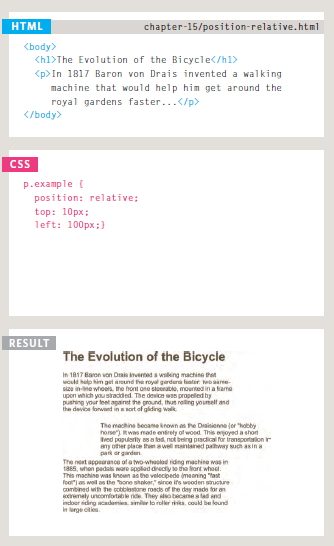 HTML
chapter-15/position-relative.html
<body>
<h1>The Evolution of the Bicycle</h1>
<p>In 1817 Baron von Drais invented a walking
machine that would help him get around the
royal gardens faster...</p>
</body>
CSS
p.example {
position: relative;
top: 10px;
left: 100px;}
RESULT
The Evolution of the Bicycle
In 1817 Baron von Drais invented a walking machine that
would help him get around the royal gardens faster: two same-
size in-line wheels, the front one steerable, mounted in a frame
upon which you straddled. The device was propelled by
pushing your feet against the ground, thus rolling yourself and
the device forward in a sort of gliding walk.
The machine became known as the Draisienne (or "hobby
horse"). It was made entirely of wood. This enjoyed a short
lived popularity as a fad, not being practical for transportation in
any other place than a well maintained pathway such as in a
park or garden.
The next appearance of a two-wheeled riding machine was in
1865, when pedals were applied directly to the front wheel.
This machine was known as the velocipede (meaning "fast
foot") as well as the "bone shaker," since it's wooden structure
combined with the cobblestone roads of the day made for an
extremely uncomfortable ride. They also became a fad and
indoor riding academies, similar to roller rinks, could be found
in large cities.